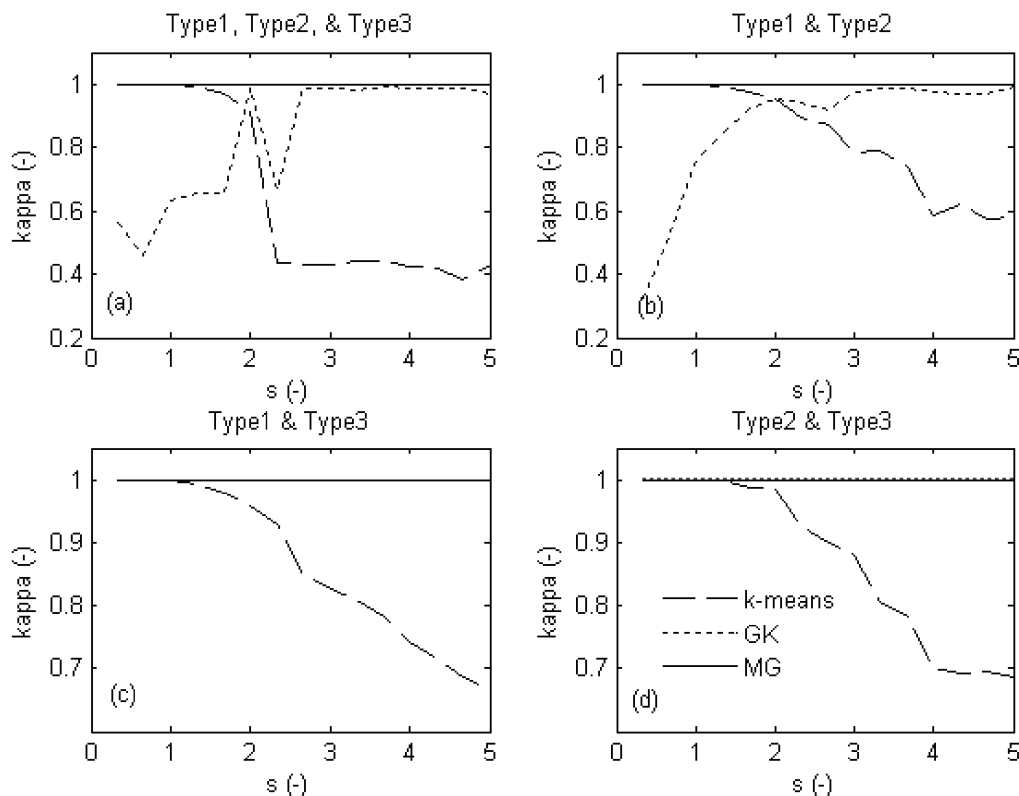 Type1, Type2, & Type3
1
0.8
0.6
0.4
0.2
kappa (-)
(a)
0 1 2 3 4 5
s (-)
Type1 & Type2
1
0.8
0.6
0.4
0.2
kappa (-)
(b)
0 1 2 3 4 5
s (-)
Type1 & Type3
1
0.9
0.8
0.7
kappa (-)
(c)
0 1 2 3 4 5
s (-)
Type2 & Type3
1
0.9
0.8
0.7
kappa (-)
k-means
GK
MG
(d)
0 1 2 3 4 5
s (-)